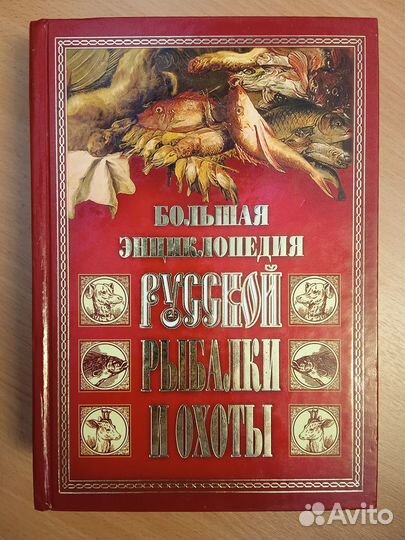 БОЛЬШАЯ
ЭНЦИКЛОПЕДИЯ
РУССКОЙ
РЫБАЛКИ
И ОХОТЫ
Avito